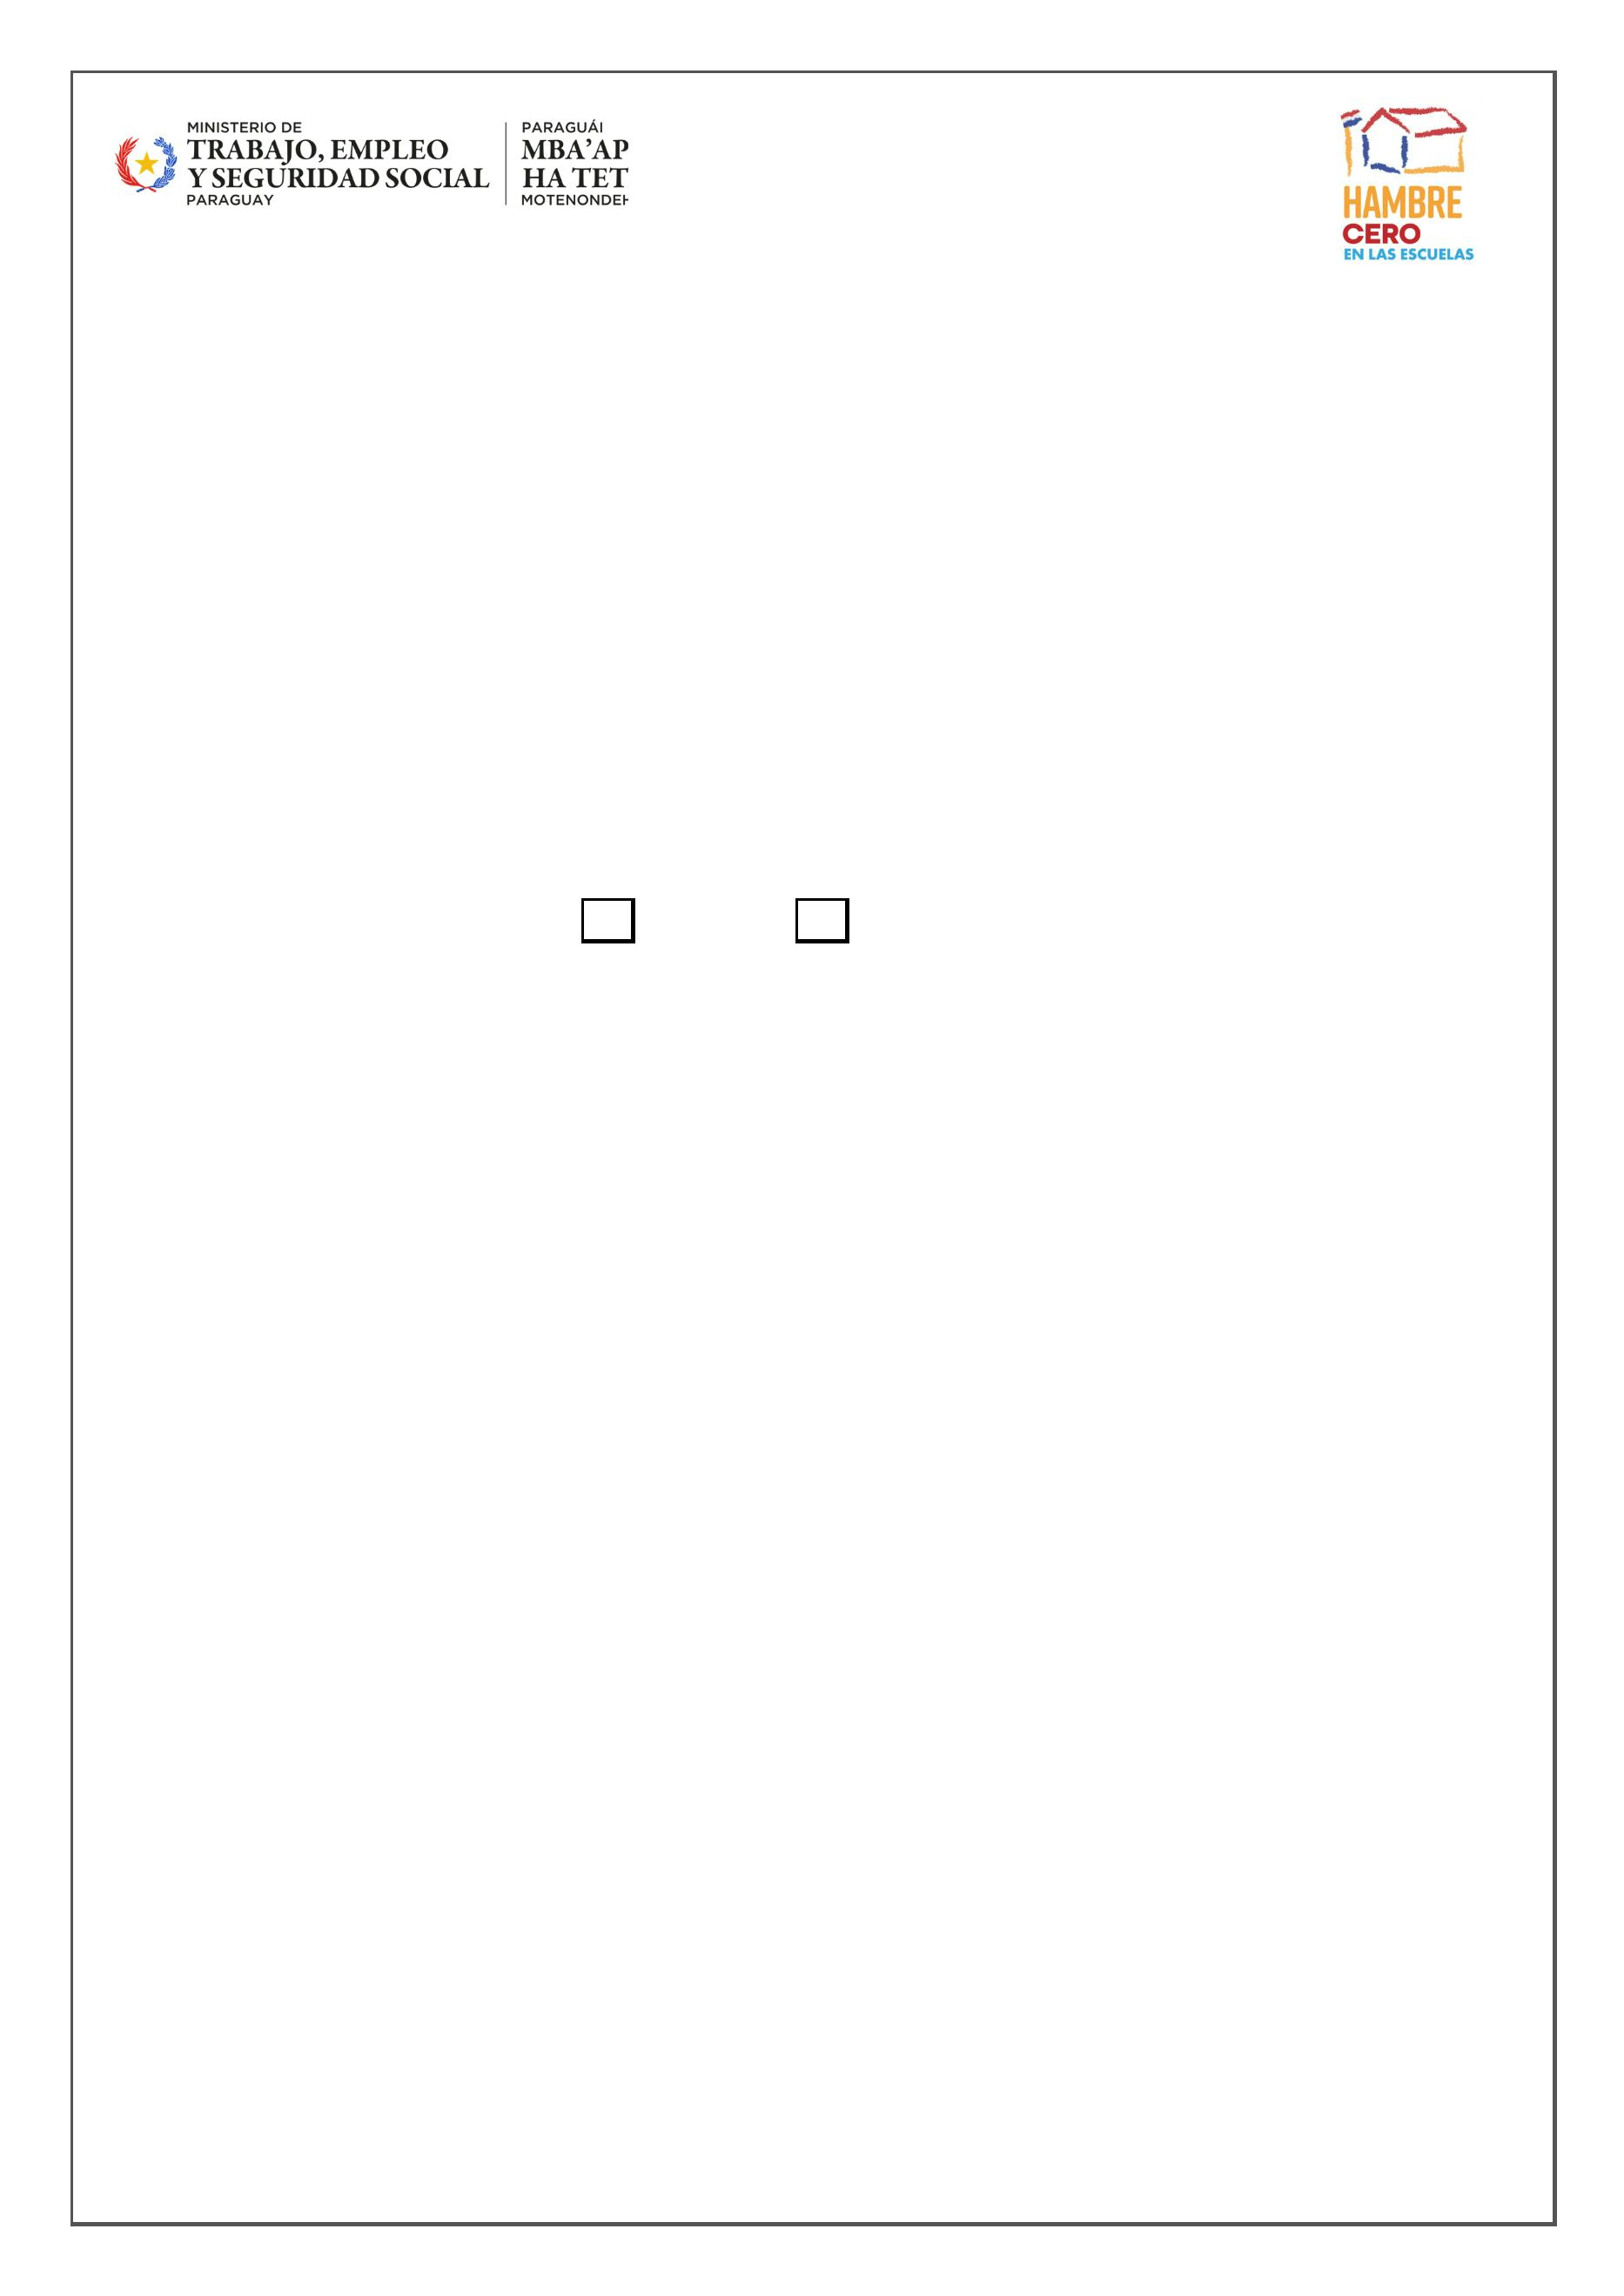 MINISTERIO DE
TRABAJO, EMPLEO
Y SEGURIDAD SOCIAL
PARAGUAY
PARAGUÁI
MBA'AP
HA TET
MOTENONDEH
HAMBRE
CERO
EN LAS ESCUELAS